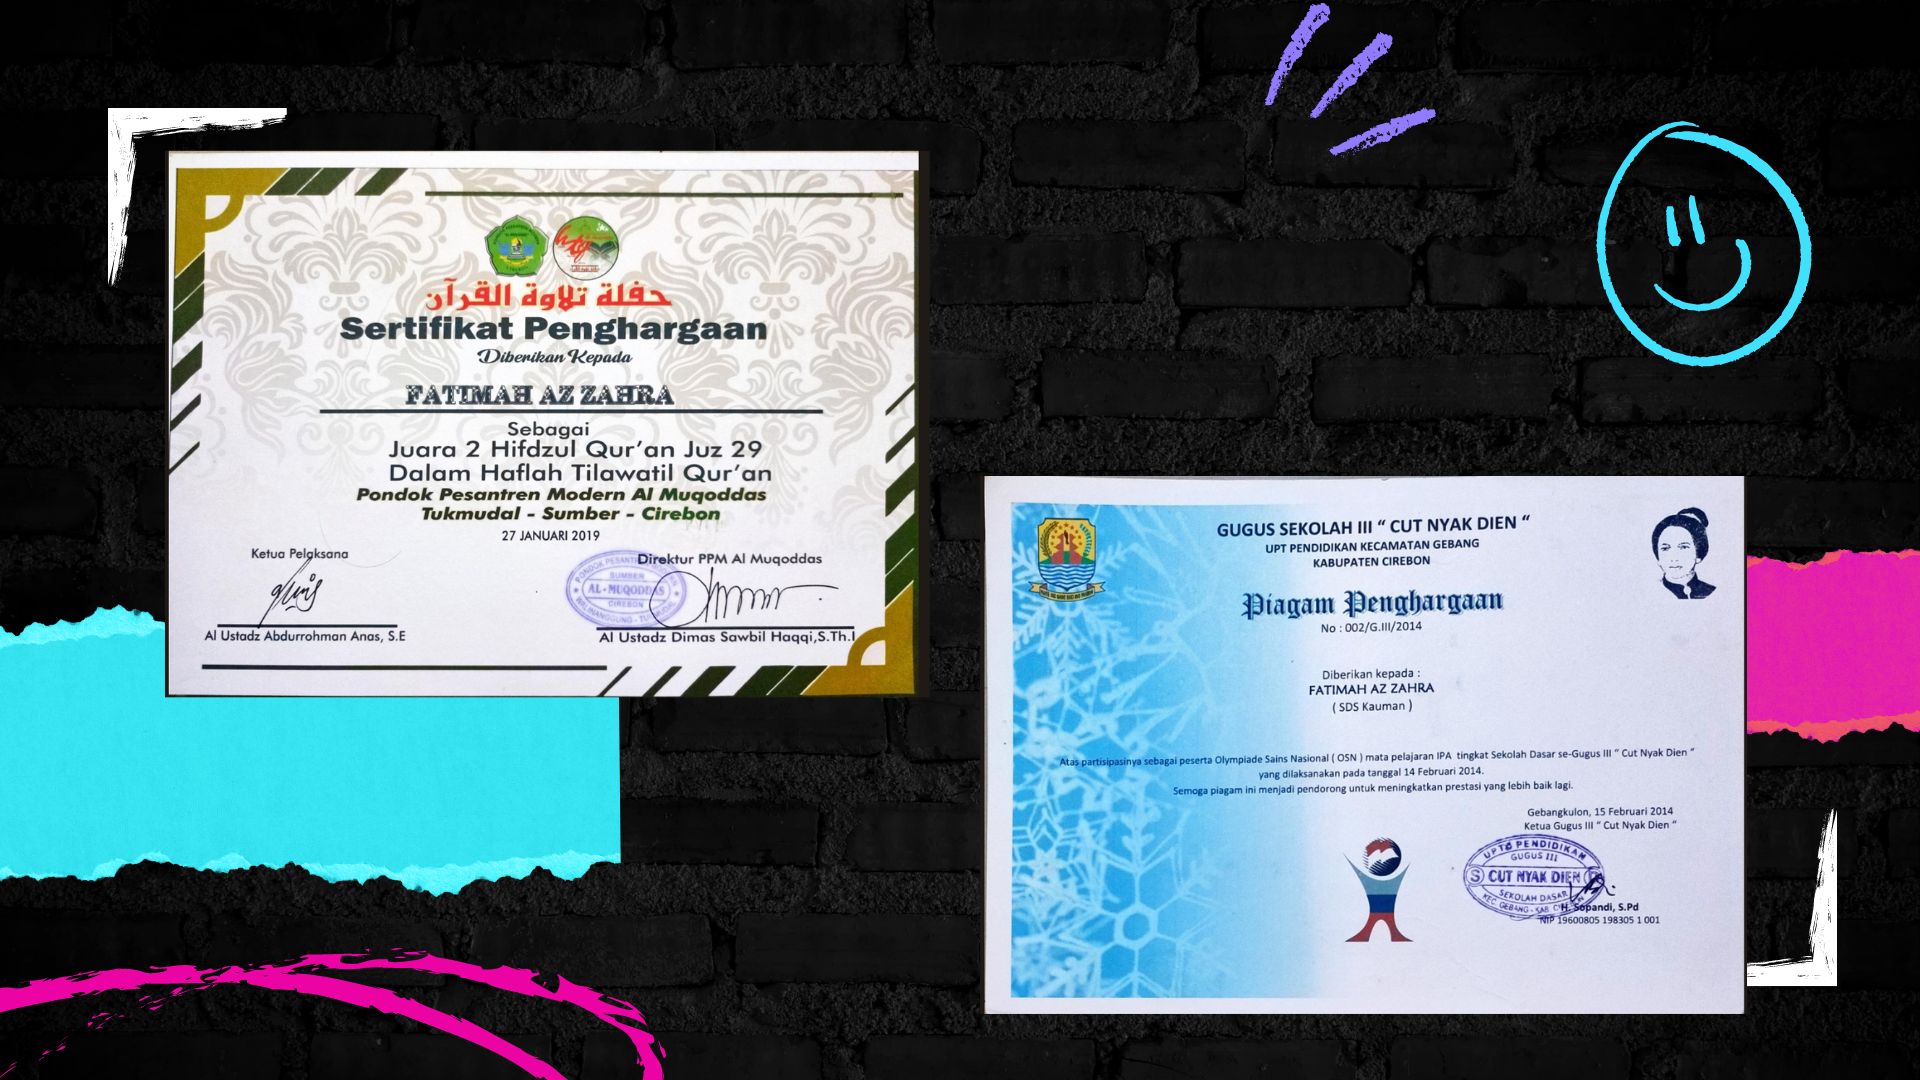 حفلة تلاوة القرآن
Sertifikat Penghargaan
Diberikan Kepada
FATIMAH AZ ZAHRA
Sebagai
Juara 2 Hifdzul Qur'an Juz 29
Dalam Haflah Tilawatil Qur'an
Pondok Pesantren Modern Al Muqoddas
Tukmudal - Sumber - Cirebon
27 JANUARI 2019
Ketua Pelaksana
Direktur PPM Al Muqoddas
SUMBER
AL-MUQODDAS
CIREBON
Al Ustadz Abdurrohman Anas, S.E
Al Ustadz Dimas Sawbil Haqqi,S.Th.I
GUGUS SEKOLAH III “ CUT NYAK DIEN “
UPT PENDIDIKAN KECAMATAN GEBANG
KABUPATEN CIREBON
Piagam Penghargaan
No : 002/G.III/2014
Diberikan kepada :
FATIMAH AZ ZAHRA
( SDS Kauman )
Atas partisipasinya sebagai peserta Olympiade Sains Nasional ( OSN ) mata pelajaran IPA tingkat Sekolah Dasar se-Gugus III “ Cut Nyak Dien “
yang dilaksanakan pada tanggal 14 Februari 2014.
Semoga piagam ini menjadi pendorong untuk meningkatkan prestasi yang lebih baik lagi.
Gebangkulon, 15 Februari 2014
Ketua Gugus III “ Cut Nyak Dien “
UPTD PENDIDIKAN
GUGUS III
CUT NYAK DIEN
SEKOLAH DASAR
H. Sopandi, S.Pd
NIP 19600805 198305 1 001